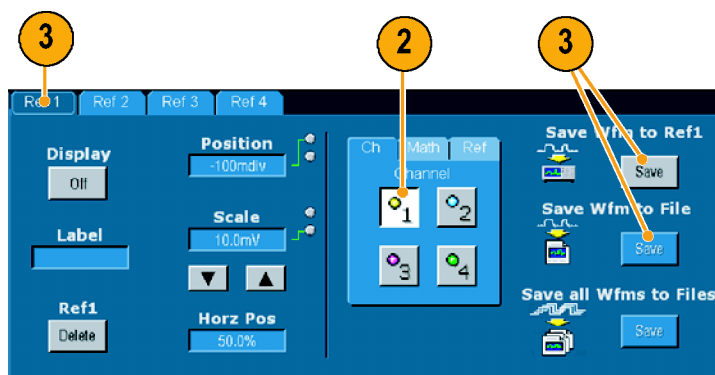 3
2
3
Ref 1
Ref 2
Ref 3
Ref 4
Display
Off
Label
Ref1
Delete
Position
-100mdiv
Scale
10.0mV
Horz Pos
50.0%
Ch
Math
Ref
Channel
1
2
3
4
Save Wfm to Ref1
Save
Save Wfm to File
Save
Save all Wfms to Files
Save